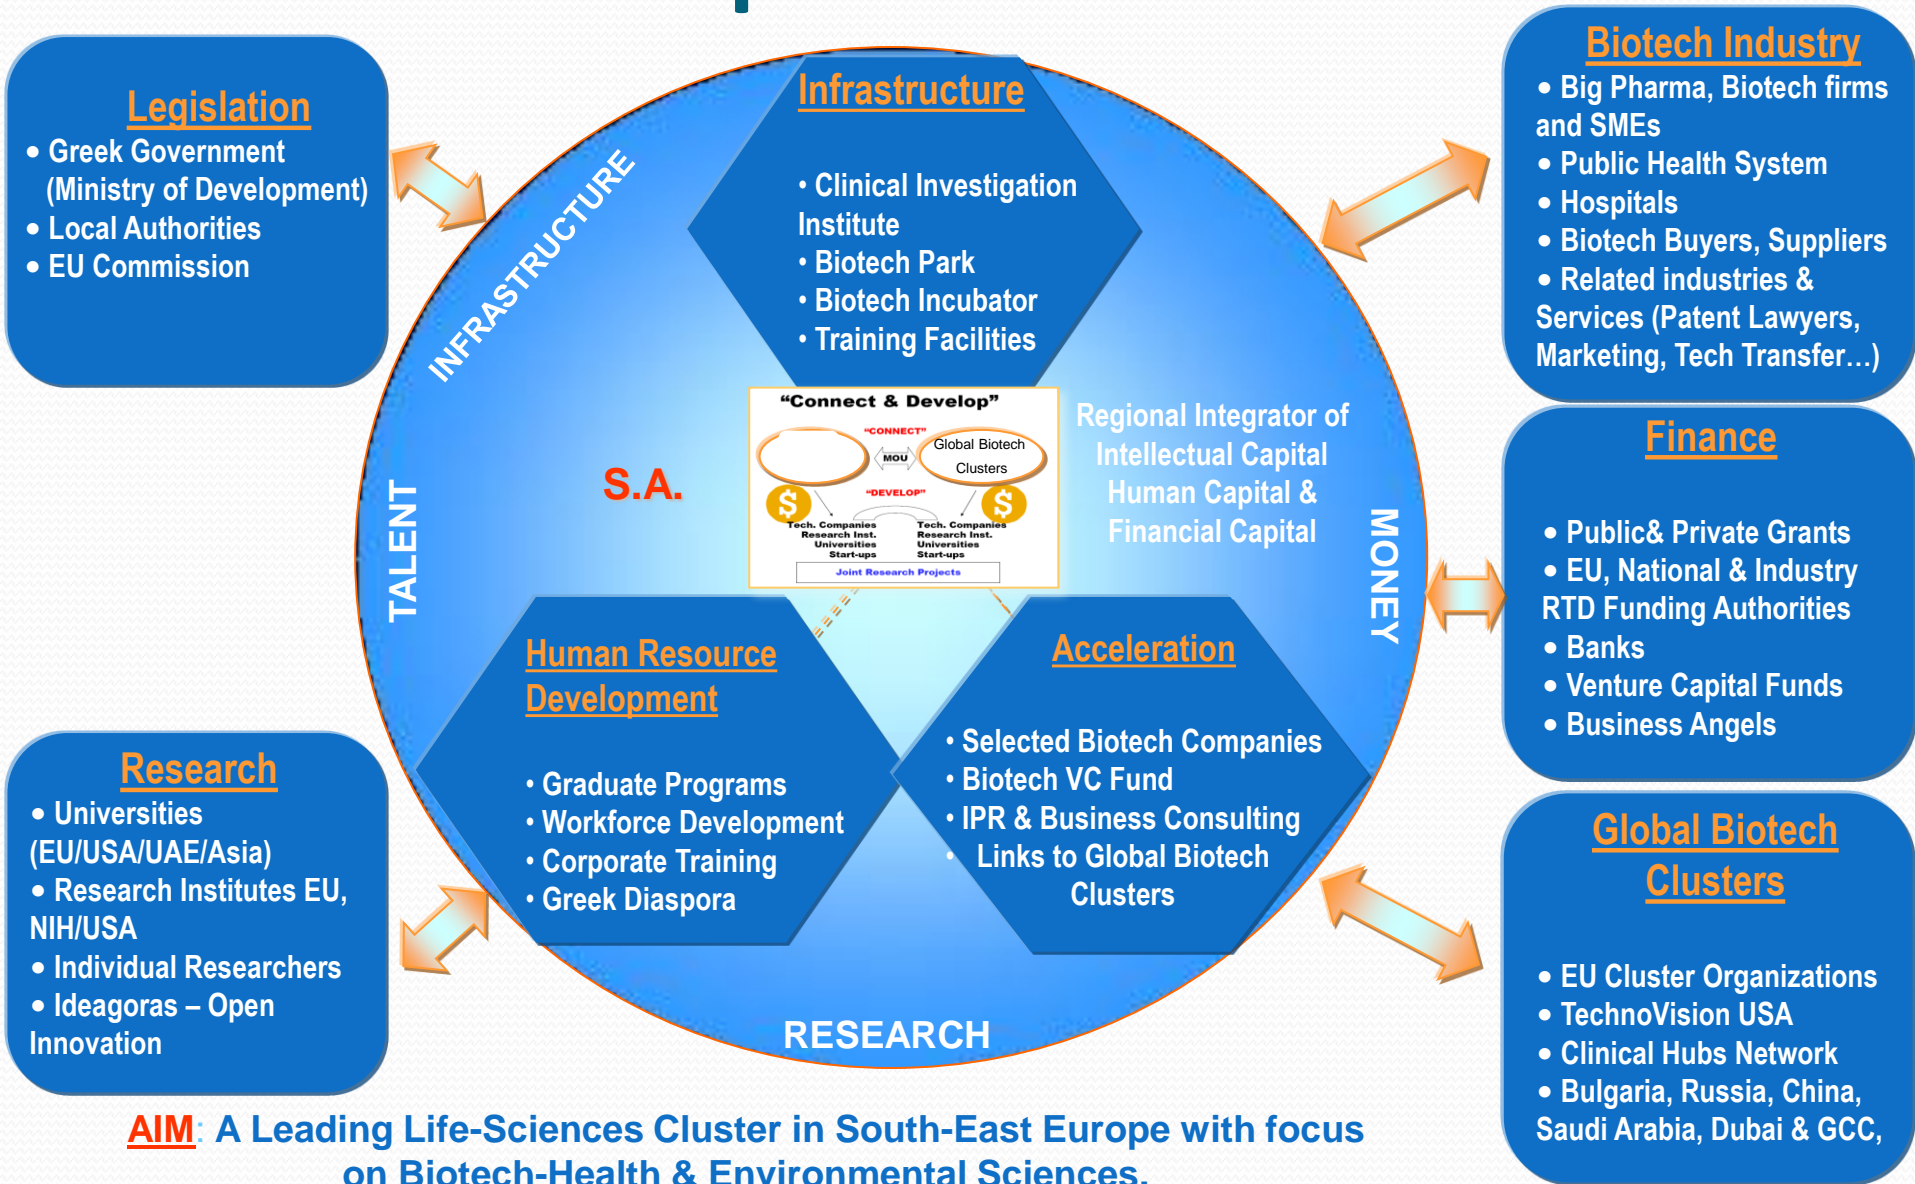 Legislation
• Greek Government
(Ministry of Development)
• Local Authorities
• EU Commission
Infrastructure
• Clinical Investigation
Institute
• Biotech Park
• Biotech Incubator
• Training Facilities
Biotech Industry
• Big Pharma, Biotech firms
and SMEs
• Public Health System
• Hospitals
• Biotech Buyers, Suppliers
• Related industries &
Services (Patent Lawyers,
Marketing, Tech Transfer…)
INFRASTRUCTURE
TALENT
S.A.
"Connect & Develop"
"CONNECT"
MOU
Global Biotech
Clusters
"DEVELOP"
$
$
Tech. Companies
Research Inst.
Universities
Start-ups
Tech. Companies
Research Inst.
Universities
Start-ups
Joint Research Projects
Regional Integrator of
Intellectual Capital
Human Capital &
Financial Capital
MONEY
Finance
• Public& Private Grants
• EU, National & Industry
RTD Funding Authorities
• Banks
• Venture Capital Funds
• Business Angels
Human Resource
Development
• Graduate Programs
• Workforce Development
• Corporate Training
• Greek Diaspora
Acceleration
• Selected Biotech Companies
• Biotech VC Fund
• IPR & Business Consulting
• Links to Global Biotech
Clusters
Research
• Universities
(EU/USA/UAE/Asia)
• Research Institutes EU,
NIH/USA
• Individual Researchers
• Ideagoras – Open
Innovation
RESEARCH
Global Biotech
Clusters
• EU Cluster Organizations
• TechnoVision USA
• Clinical Hubs Network
• Bulgaria, Russia, China,
Saudi Arabia, Dubai & GCC,
AIM: A Leading Life-Sciences Cluster in South-East Europe with focus
on Biotech-Health & Environmental Sciences.